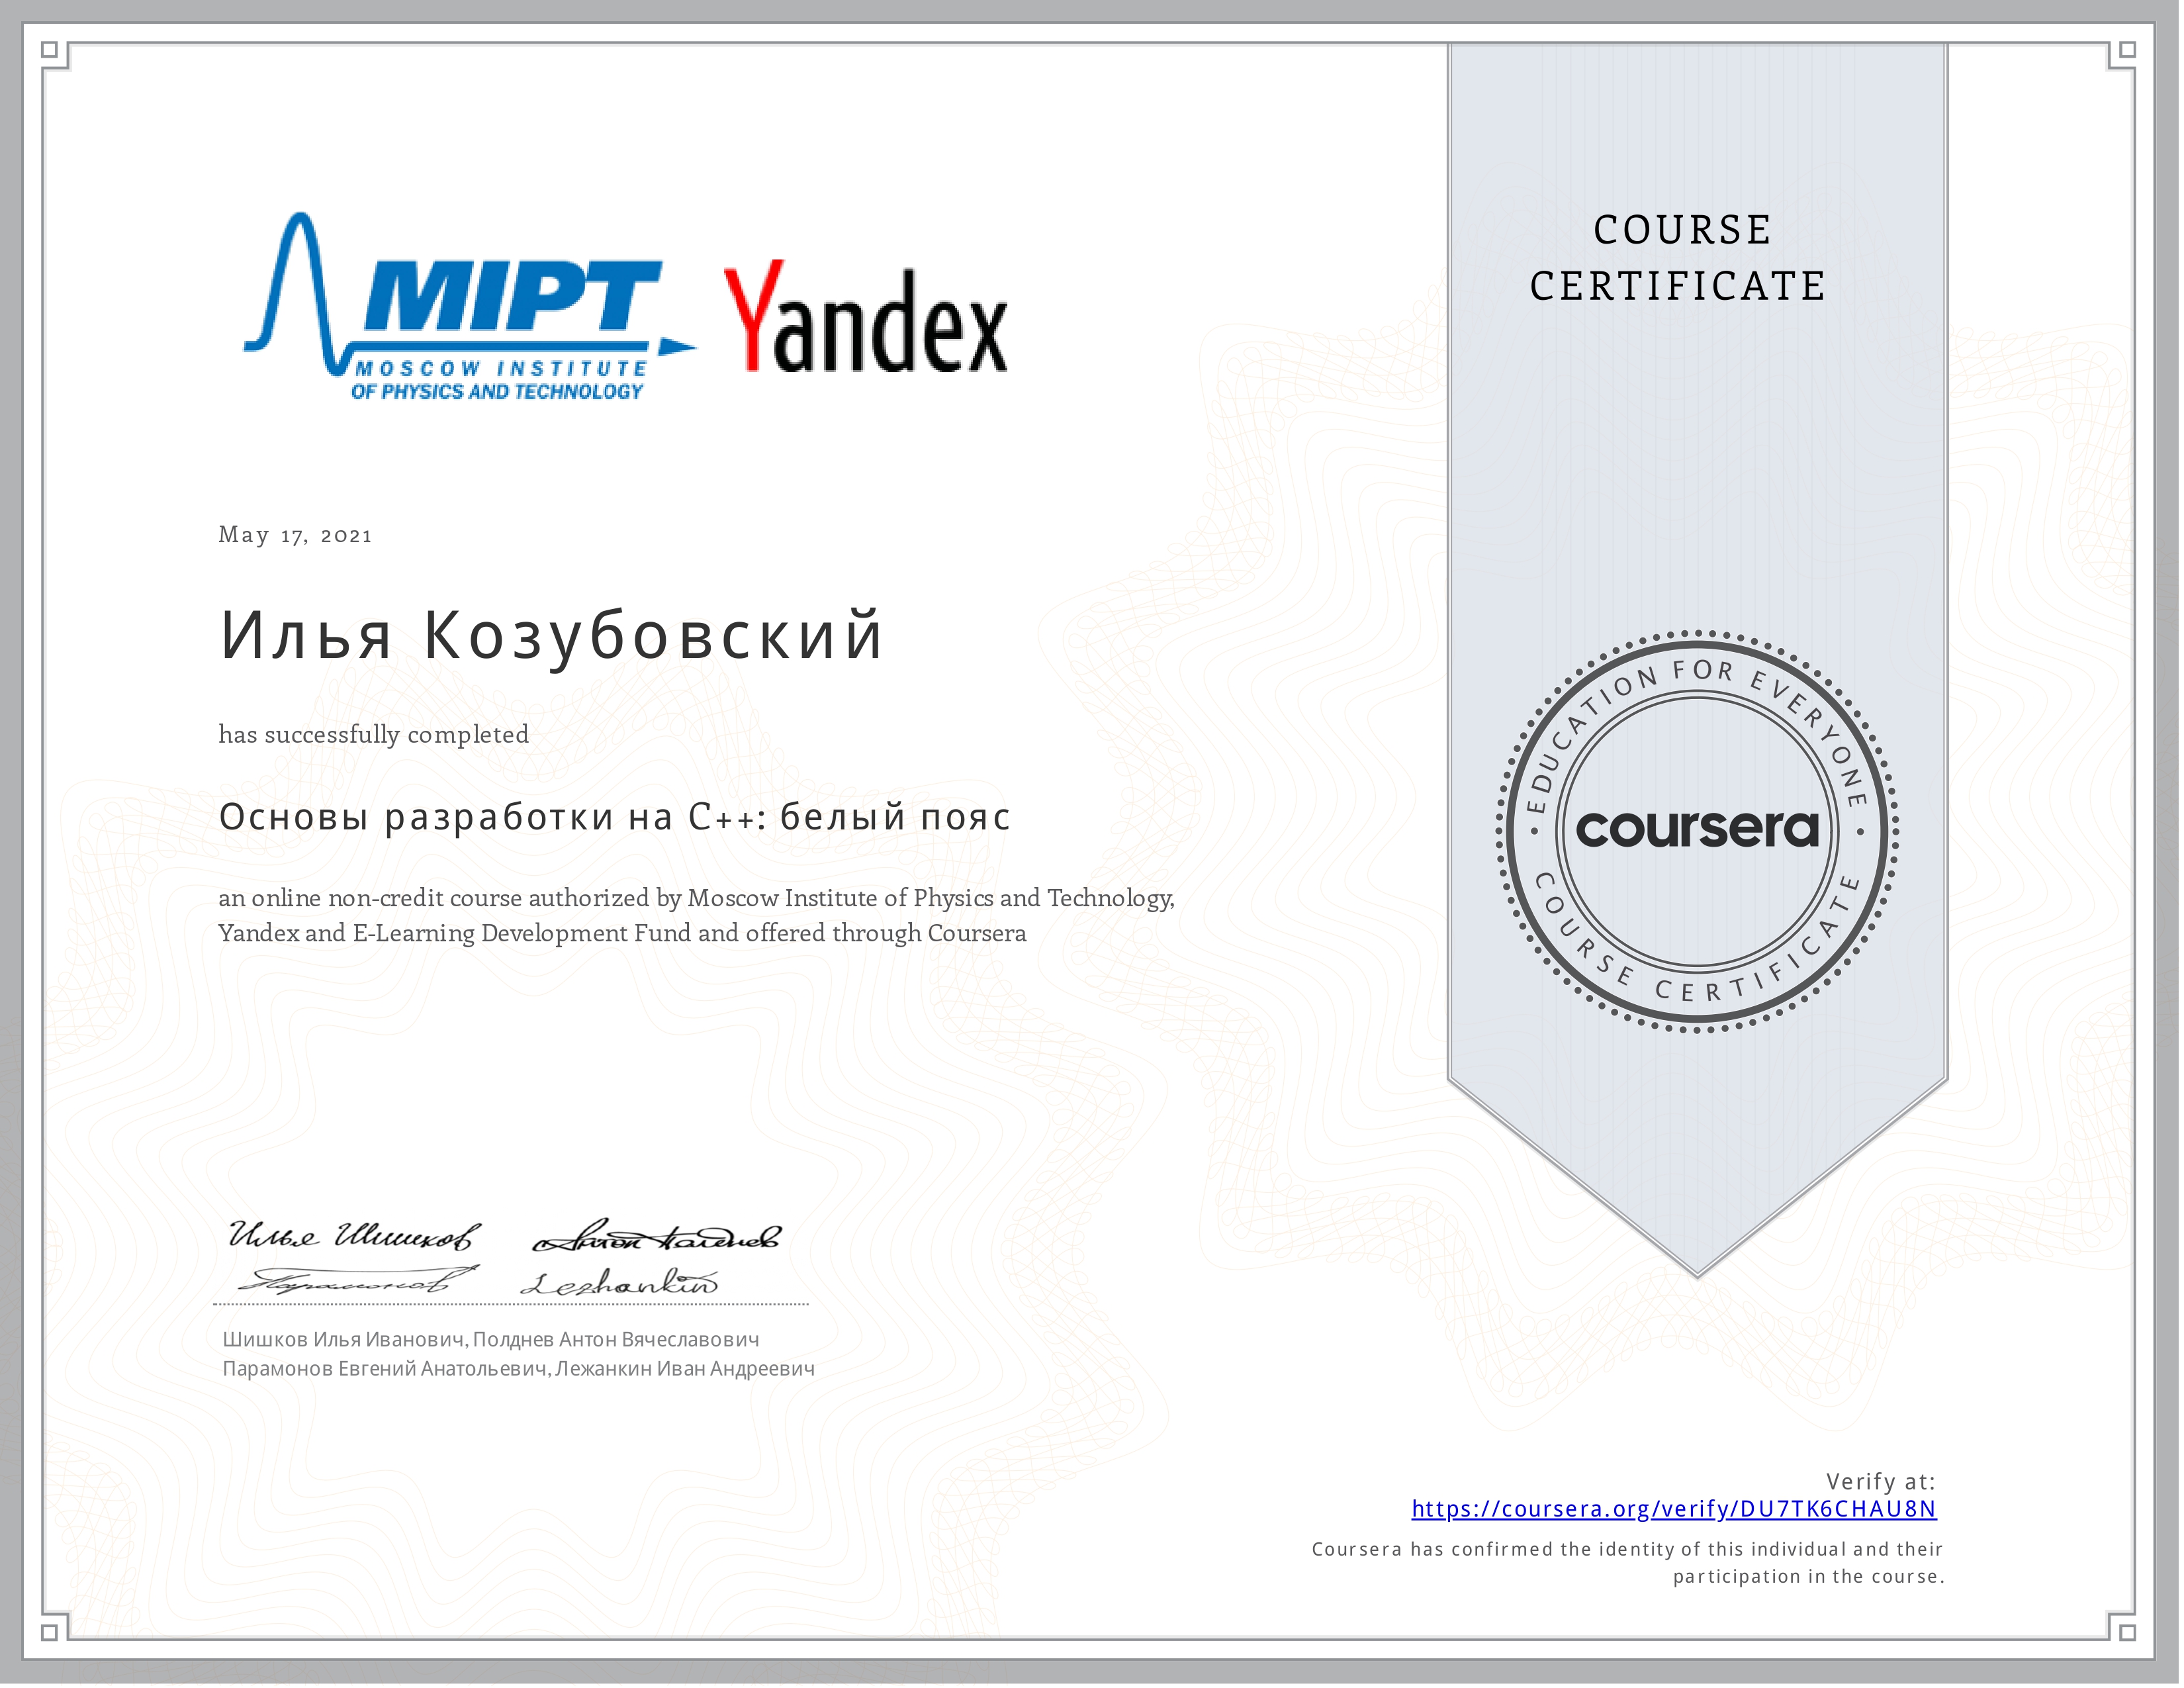 MIPT
MOSCOW INSTITUTE
OF PHYSICS AND TECHNOLOGY
Yandex
COURSE
CERTIFICATE
May 17, 2021
Илья Козубовский
has successfully completed
Основы разработки на C++: белый пояс
an online non-credit course authorized by Moscow Institute of Physics and Technology,
Yandex and E-Learning Development Fund and offered through Coursera
EDUCATION FOR EVERYONE
coursera
COURSE CERTIFICATE
Илья Шишков
Антон Полднев
Парамонов
Lezhankin
Шишков Илья Иванович, Полднев Антон Вячеславович
Парамонов Евгений Анатольевич, Лежанкин Иван Андреевич
Verify at:
https://coursera.org/verify/DU7TK6CHAU8N
Coursera has confirmed the identity of this individual and their
participation in the course.